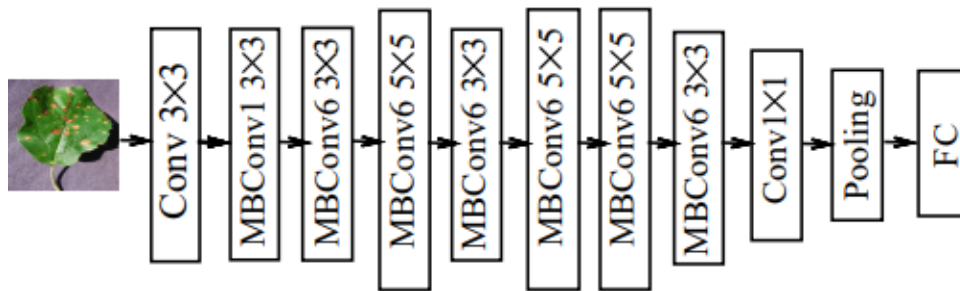 Conv 3×3
MBConv1 3×3
MBConv6 3×3
MBConv6 5×5
MBConv6 3×3
MBConv6 5×5
MBConv6 5×5
MBConv6 3×3
Conv1×1
Pooling
FC